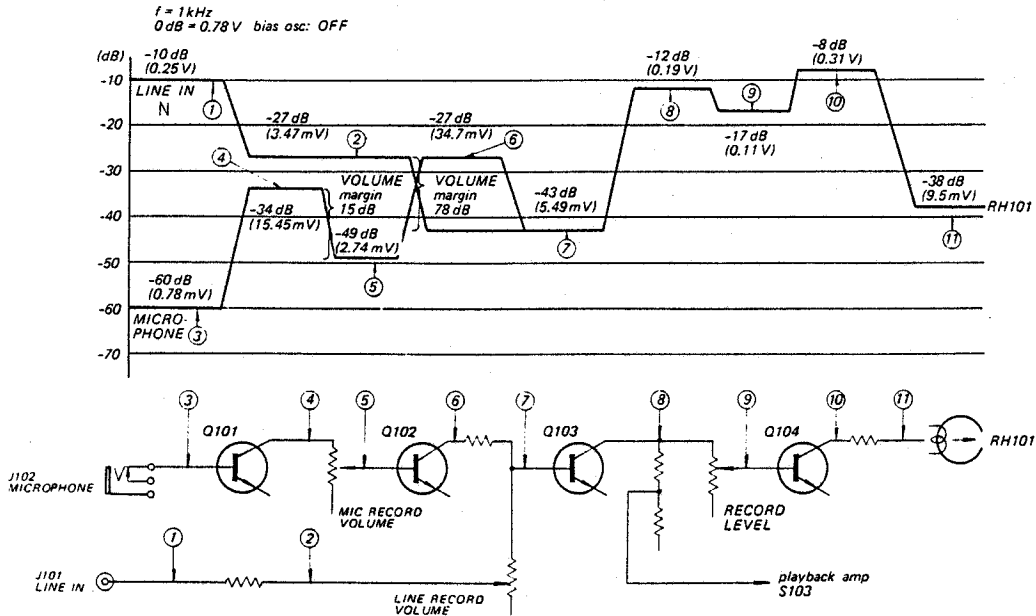 f = 1 kHz
0 dB = 0.78 V bias osc: OFF
(dB)
-10
-20
-30
-40
-50
-60
-70
-10 dB
(0.25 V)
LINE IN
N
①
-27 dB
(3.47 mV)
②
④
-34 dB
(15.45 mV)
VOLUME
margin
15 dB
-49 dB
(2.74 mV)
⑤
-60 dB
(0.78 mV)
MICRO-
PHONE ③
-27 dB
(34.7 mV)
⑥
VOLUME
margin
78 dB
-43 dB
(5.49 mV)
⑦
-12 dB
(0.19 V)
⑧
⑨
-17 dB
(0.11 V)
-8 dB
(0.31 V)
⑩
-38 dB
(9.5 mV)
RH101
⑪
③ ④ ⑤ ⑥ ⑦ ⑧ ⑨ ⑩ ⑪
Q101 Q102 Q103 Q104
RH101
J102
MICROPHONE
MIC RECORD
VOLUME
RECORD
LEVEL
① ②
J101
LINE IN
LINE RECORD
VOLUME
playback amp
S103